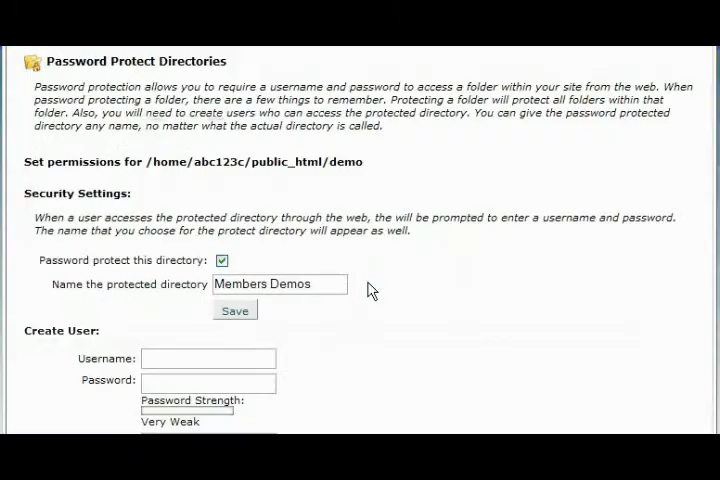 Password Protect Directories
Password protection allows you to require a username and password to access a folder within your site from the web. When
password protecting a folder, there are a few things to remember. Protecting a folder will protect all folders within that
folder. Also, you will need to create users who can access the protected directory. You can give the password protected
directory any name, no matter what the actual directory is called.
Set permissions for /home/abc123c/public_html/demo
Security Settings:
When a user accesses the protected directory through the web, the will be prompted to enter a username and password.
The name that you choose for the protect directory will appear as well.
Password protect this directory:
Name the protected directory Members Demos
Save
Create User:
Username:
Password:
Password Strength:
Very Weak